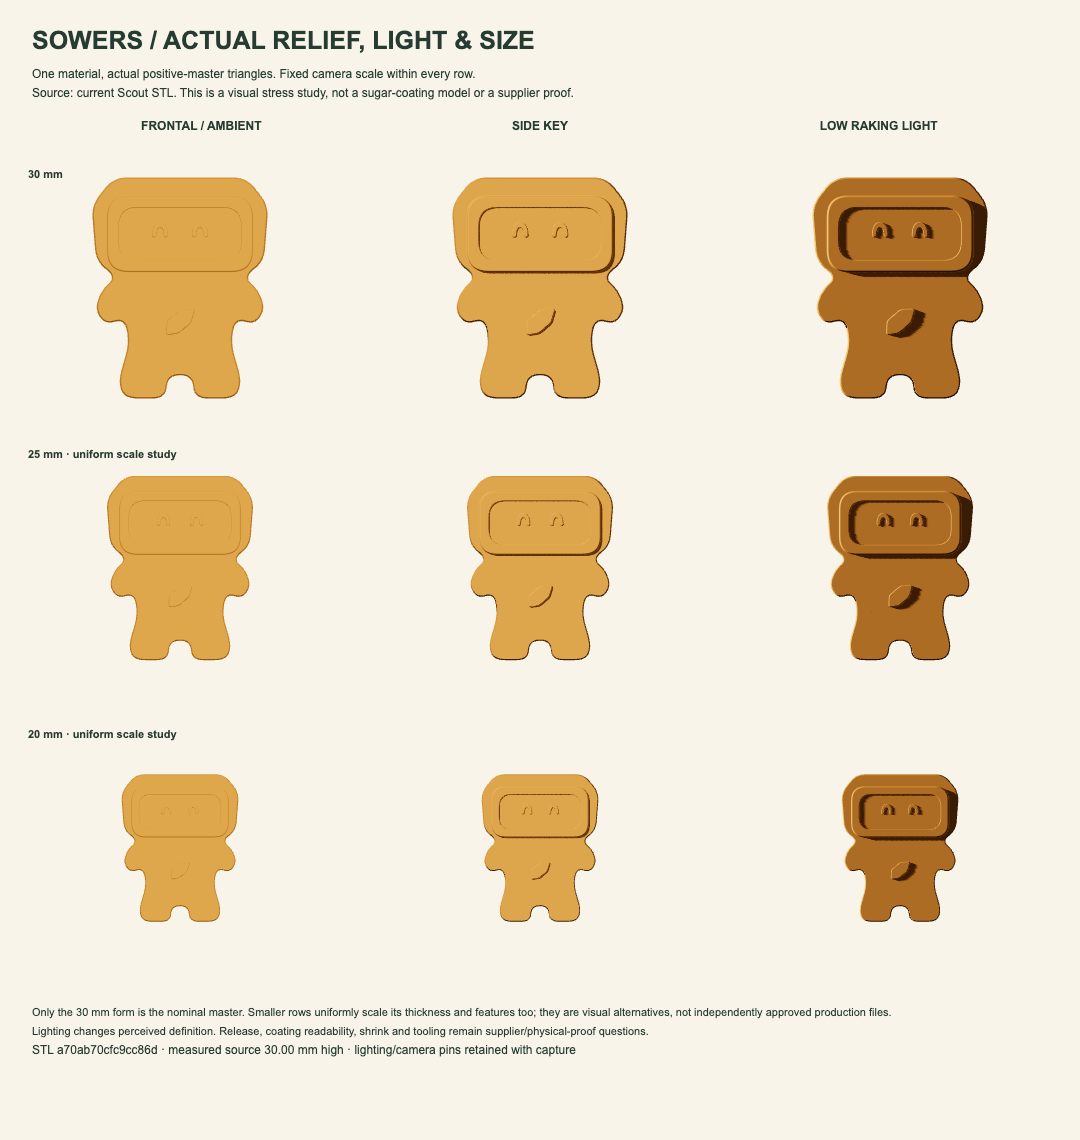 SOWERS / ACTUAL RELIEF, LIGHT & SIZE
One material, actual positive-master triangles. Fixed camera scale within every row.
Source: current Scout STL. This is a visual stress study, not a sugar-coating model or a supplier proof.
FRONTAL / AMBIENT
SIDE KEY
LOW RAKING LIGHT
30 mm
25 mm · uniform scale study
20 mm · uniform scale study
Only the 30 mm form is the nominal master. Smaller rows uniformly scale its thickness and features too; they are visual alternatives, not independently approved production files.
Lighting changes perceived definition. Release, coating readability, shrink and tooling remain supplier/physical-proof questions.
STL a70ab70cfc9cc86d · measured source 30.00 mm high · lighting/camera pins retained with capture